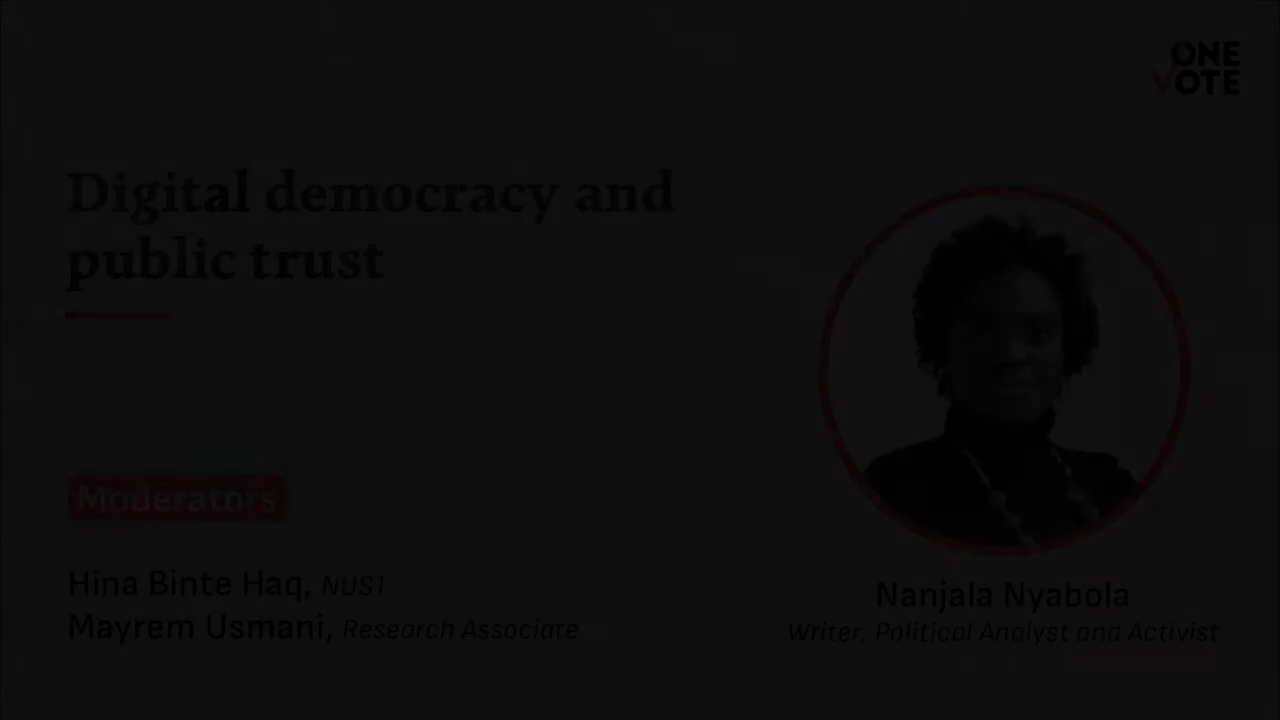 ONE
VOTE
Digital democracy and
public trust
Moderators
Hina Binte Haq, NUST
Mayrem Usmani, Research Associate
Nanjala Nyabola
Writer, Political Analyst and Activist